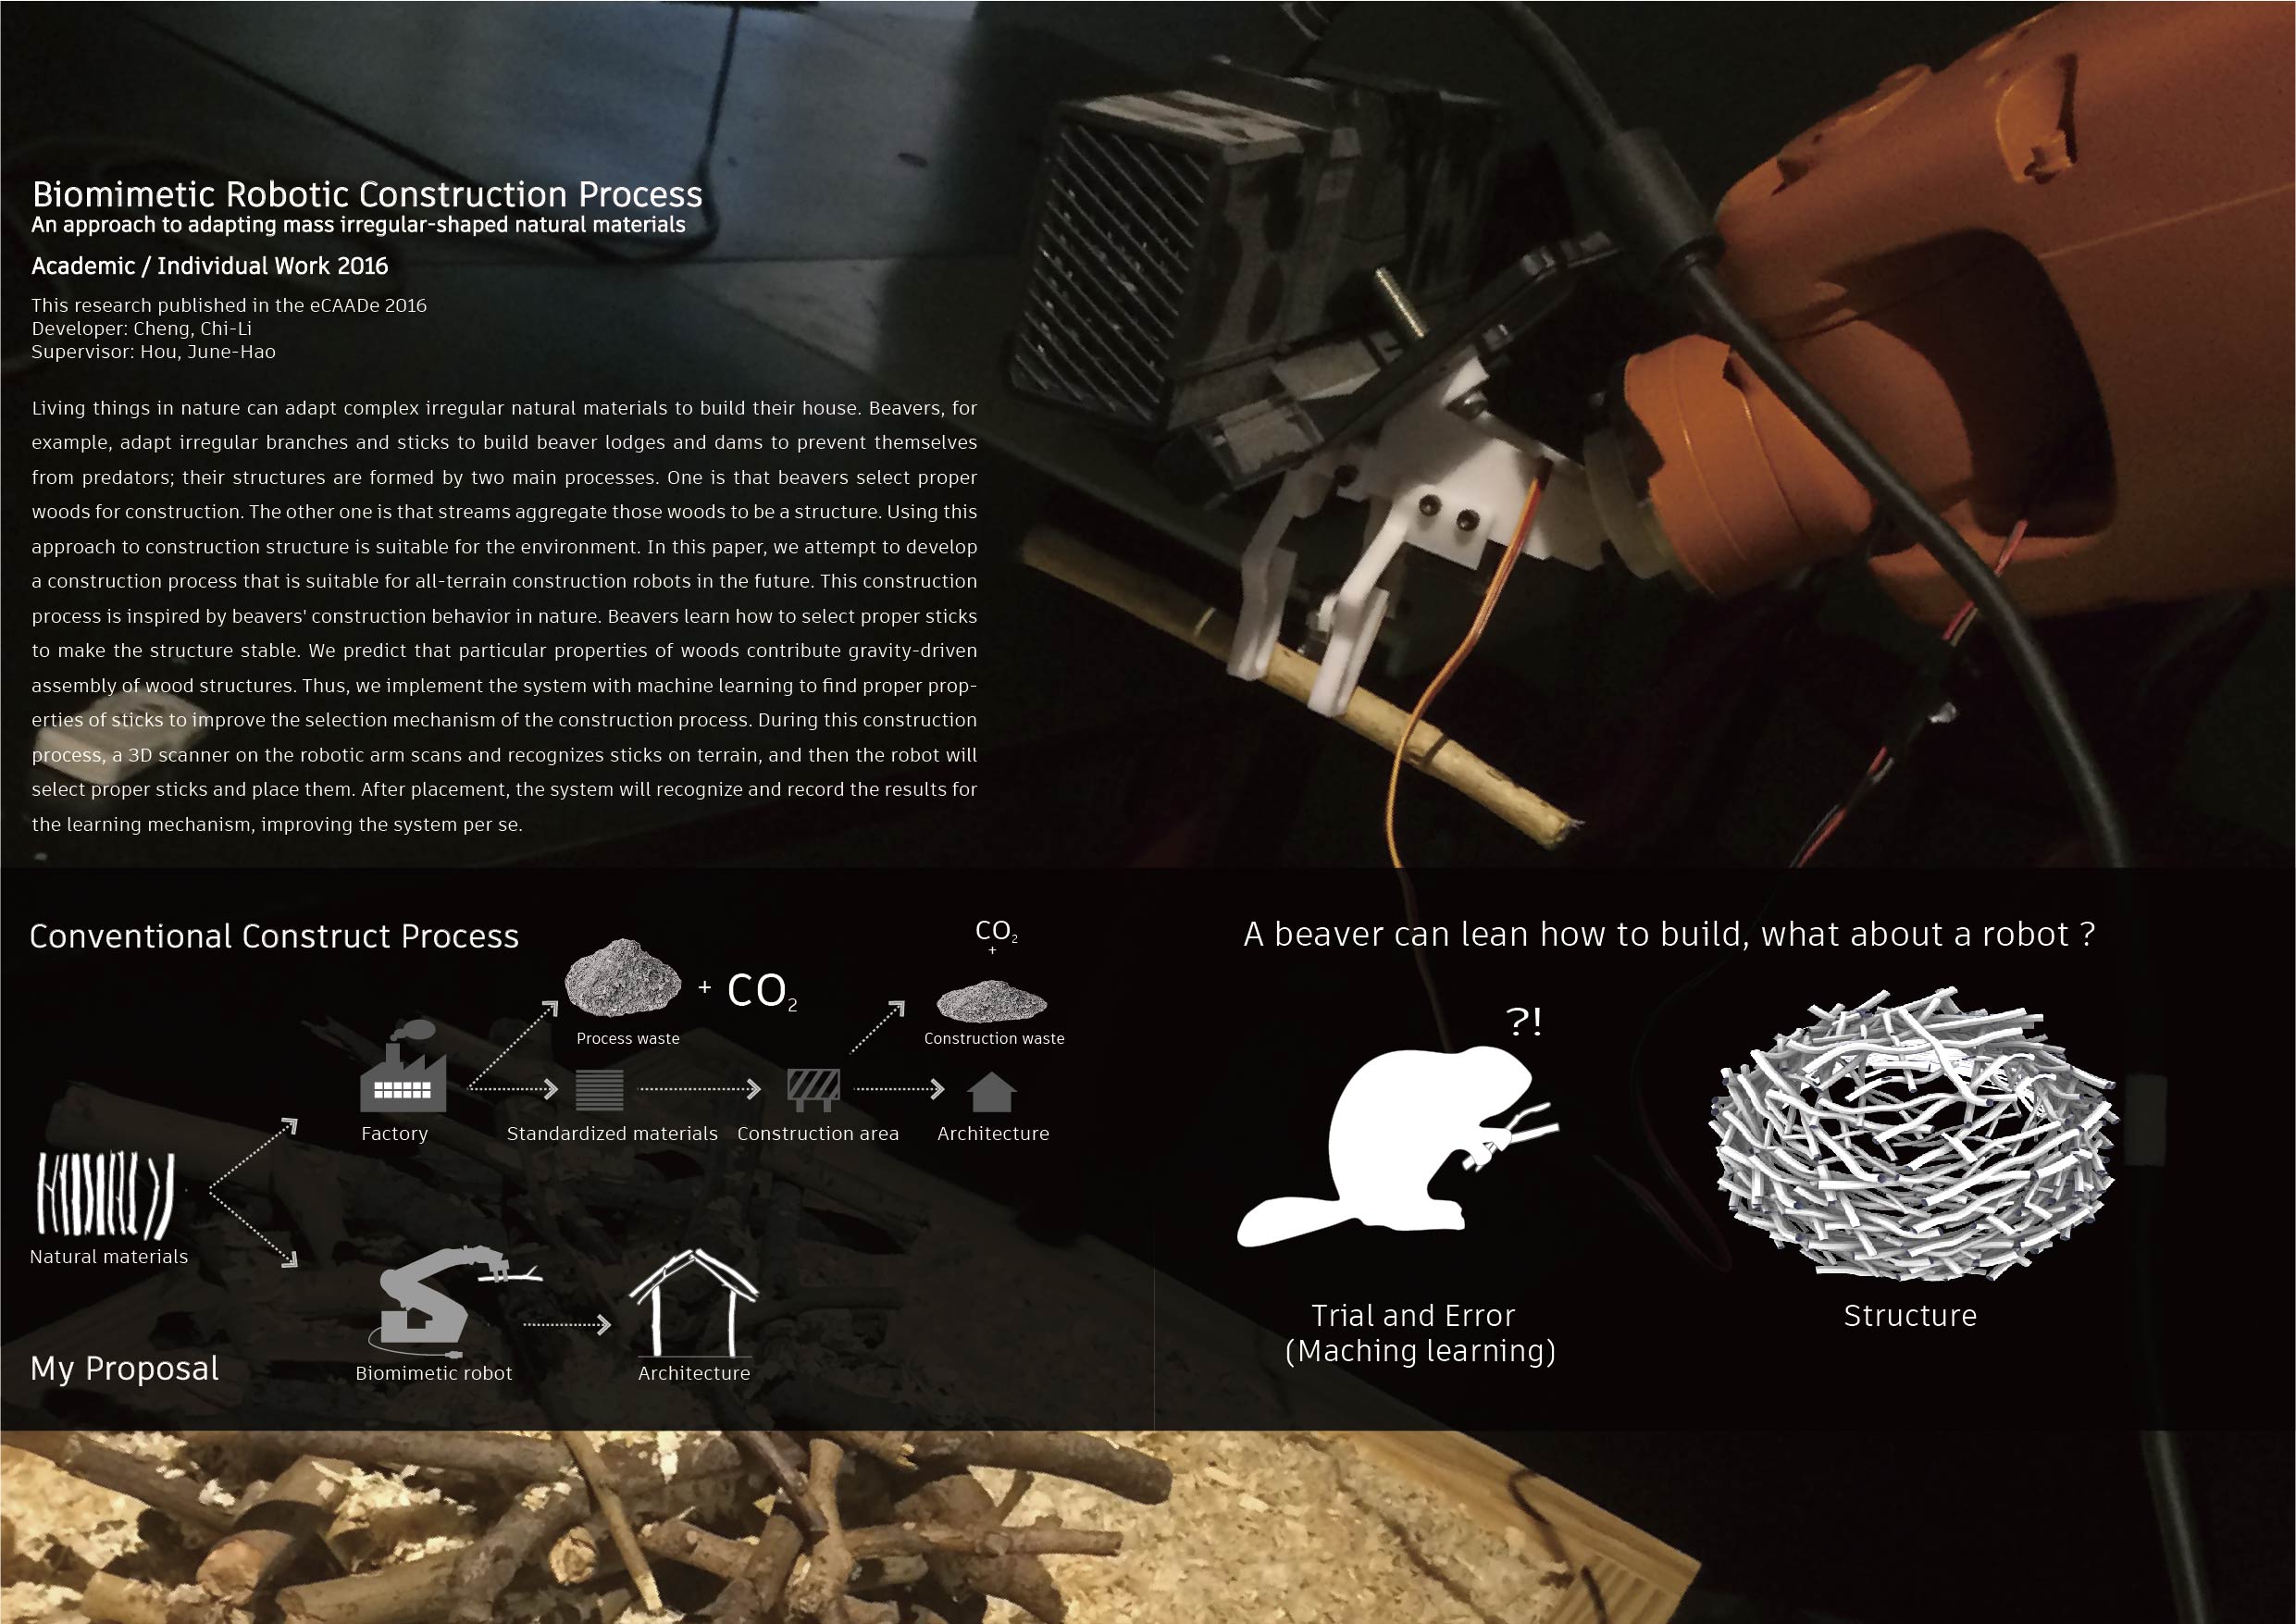 Biomimetic Robotic Construction Process
An approach to adapting mass irregular-shaped natural materials
Academic / Individual Work 2016
This research published in the eCAADe 2016
Developer: Cheng, Chi-Li
Supervisor: Hou, June-Hao
Living things in nature can adapt complex irregular natural materials to build their house. Beavers, for
example, adapt irregular branches and sticks to build beaver lodges and dams to prevent themselves
from predators; their structures are formed by two main processes. One is that beavers select proper
woods for construction. The other one is that streams aggregate those woods to be a structure. Using this
approach to construction structure is suitable for the environment. In this paper, we attempt to develop
a construction process that is suitable for all-terrain construction robots in the future. This construction
process is inspired by beavers' construction behavior in nature. Beavers learn how to select proper sticks
to make the structure stable. We predict that particular properties of woods contribute gravity-driven
assembly of wood structures. Thus, we implement the system with machine learning to find proper prop-
erties of sticks to improve the selection mechanism of the construction process. During this construction
process, a 3D scanner on the robotic arm scans and recognizes sticks on terrain, and then the robot will
select proper sticks and place them. After placement, the system will recognize and record the results for
the learning mechanism, improving the system per se.
Conventional Construct Process
+ CO2
Process waste
CO2
+
Construction waste
Factory
Standardized materials
Construction area
Architecture
Natural materials
My Proposal
Biomimetic robot
Architecture
A beaver can lean how to build, what about a robot ?
?!
Trial and Error
(Maching learning)
Structure